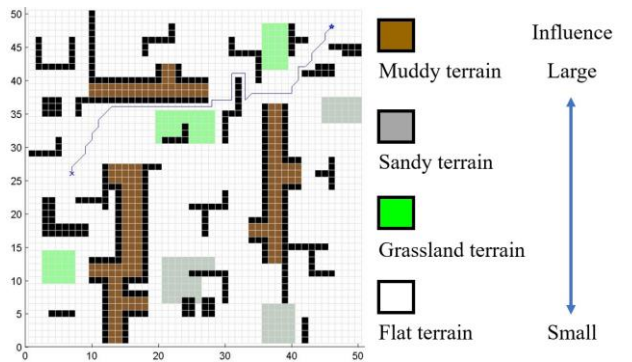 50
45
40
35
30
25
20
15
10
5
0
0 10 20 30 40 50
Influence
Muddy terrain Large
Sandy terrain
Grassland terrain
Flat terrain Small